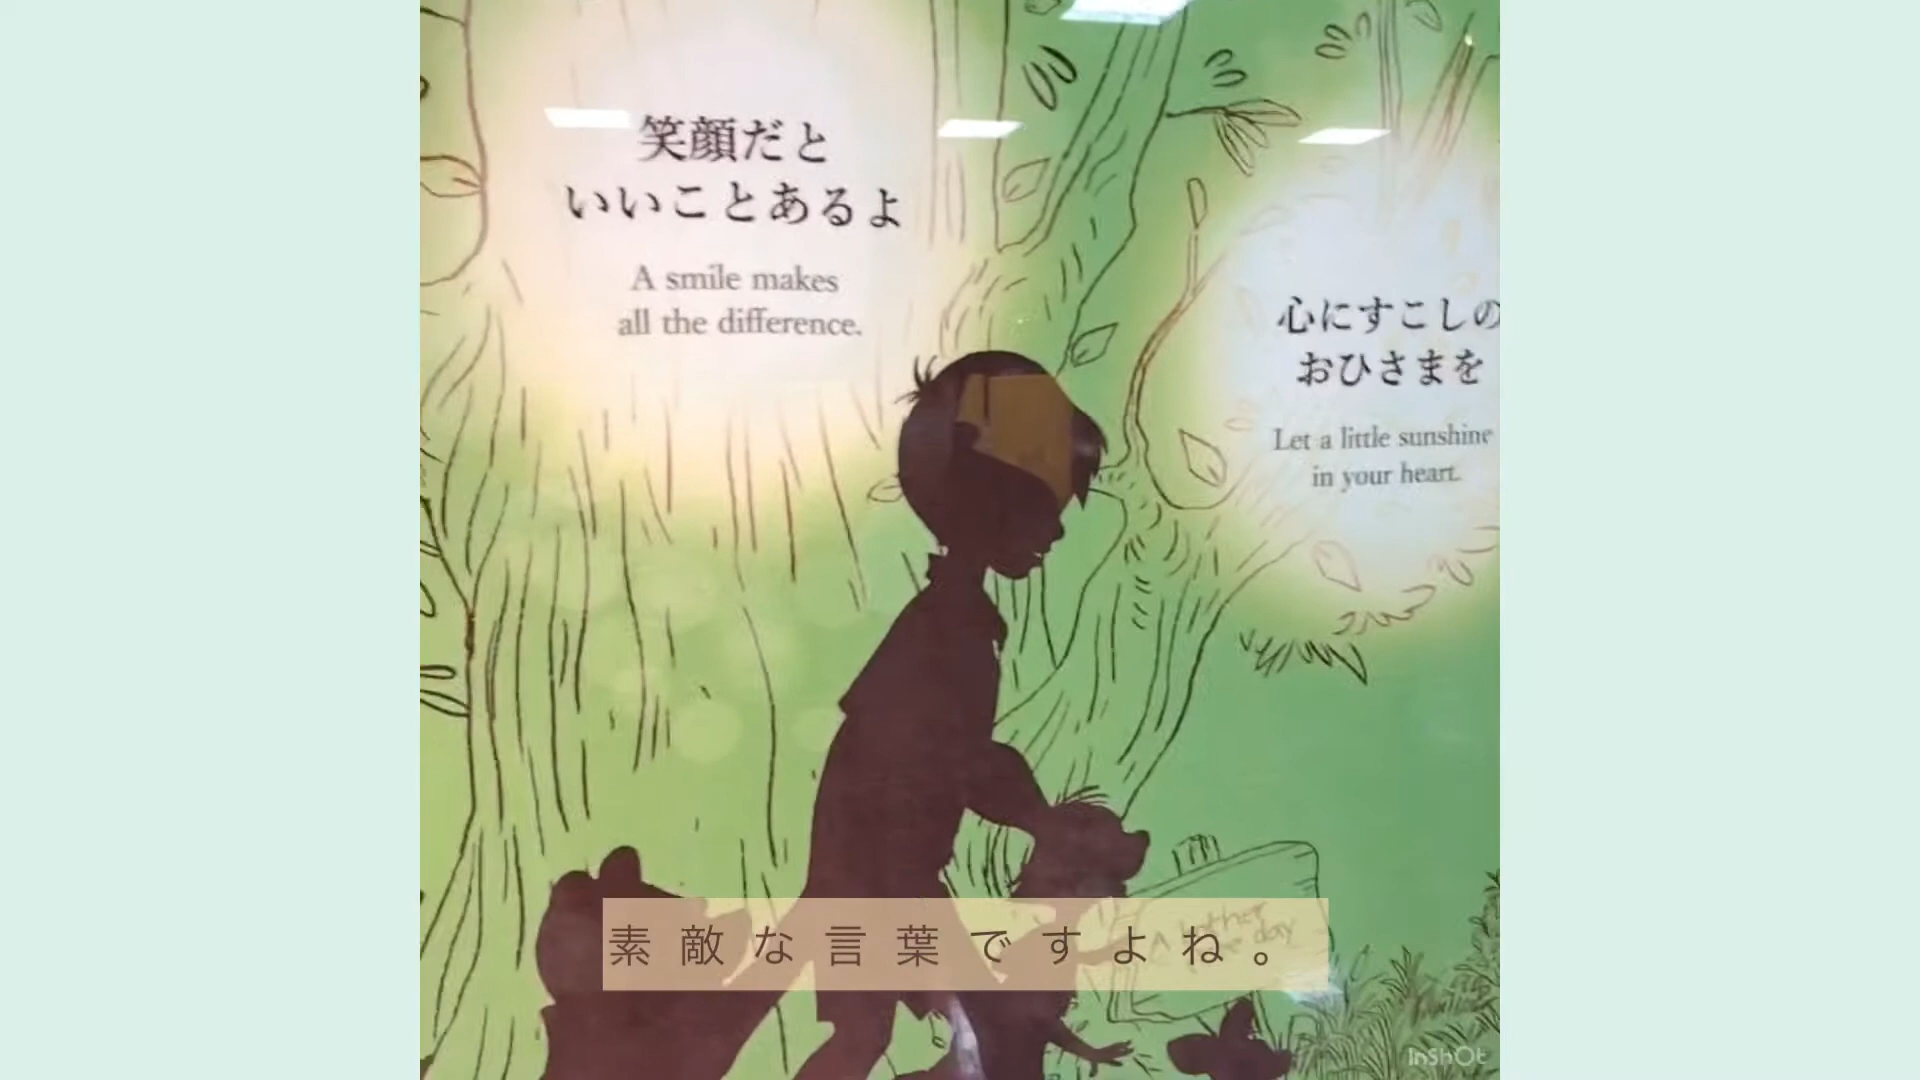 笑顔だと
いいことあるよ
A smile makes
all the difference.
心にすこしの
おひさまを
Let a little sunshine
in your heart.
素敵な言葉ですよね。
InShOt